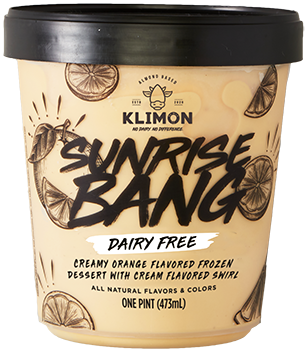 ALMOND BASED
ESTD 2020
KLIMON
NO DAIRY. NO DIFFERENCE.
SUNRISE
BANG
DAIRY FREE
CREAMY ORANGE FLAVORED FROZEN
DESSERT WITH CREAM FLAVORED SWIRL
ALL NATURAL FLAVORS & COLORS
ONE PINT (473mL)